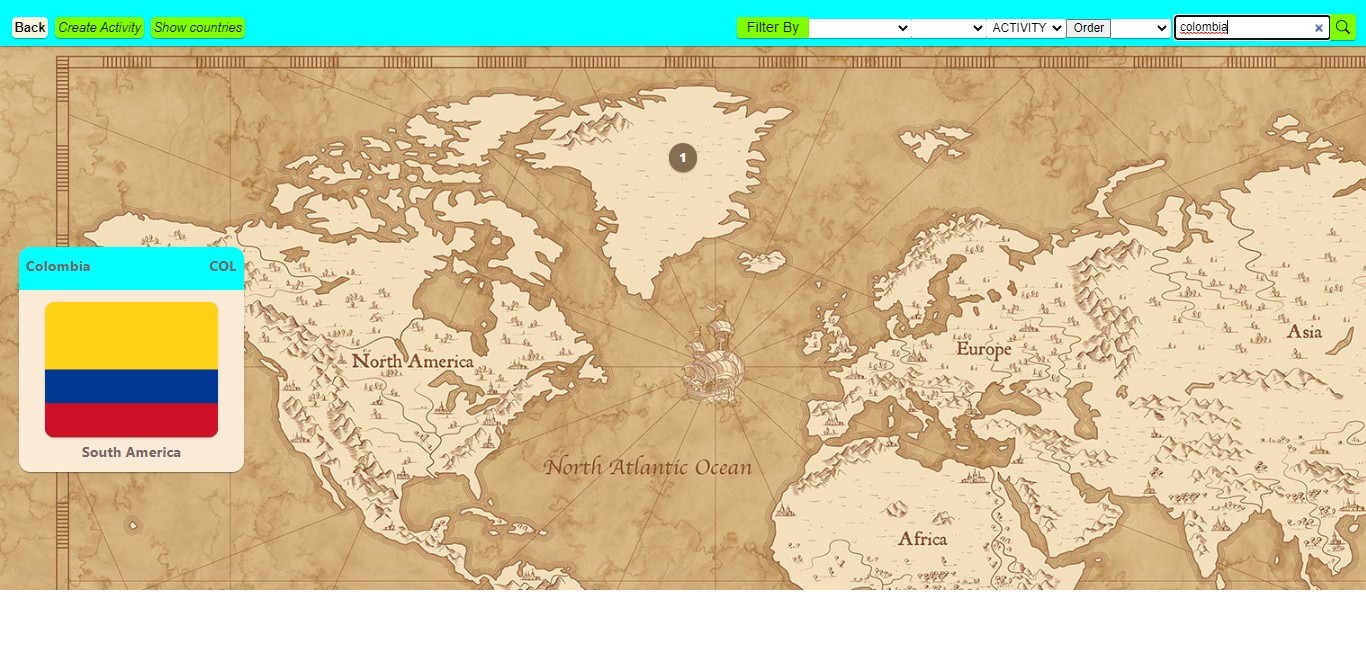 Back Create Activity Show countries Filter By ACTIVITY Order colombia
1
Colombia COL
South America
North America
Europe
Asia
North Atlantic Ocean
Africa